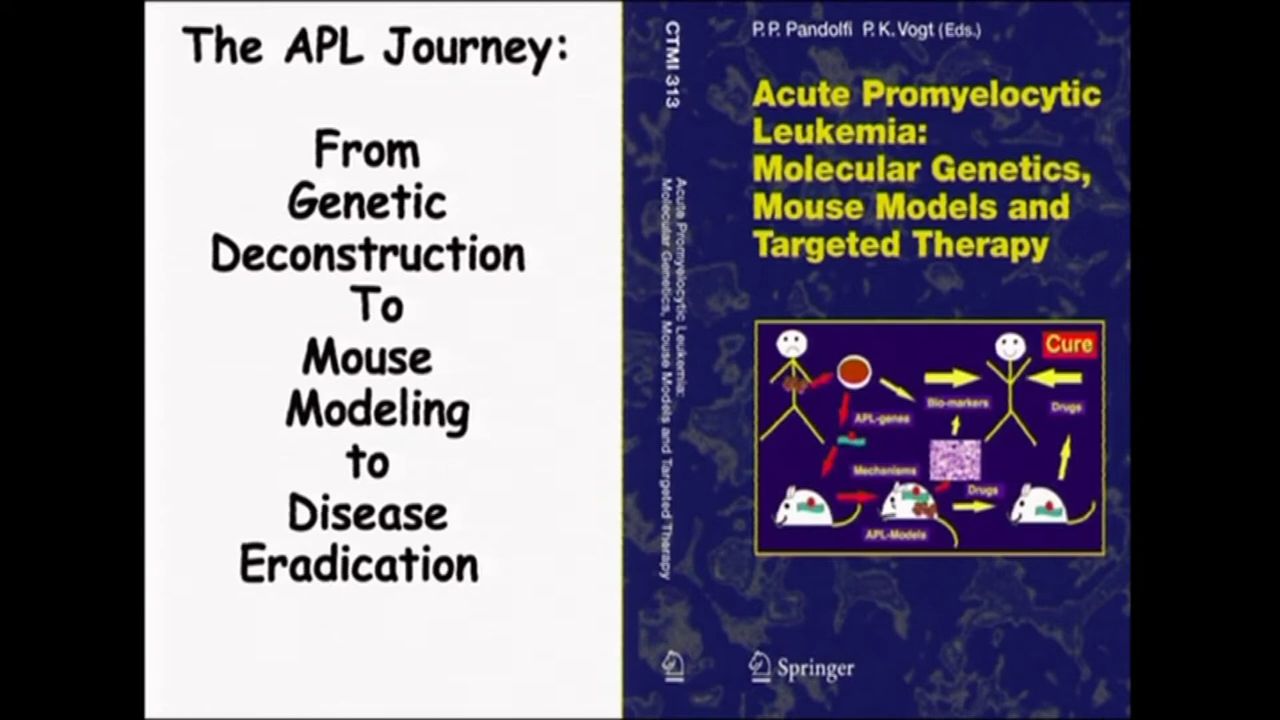 The APL Journey:
From
Genetic
Deconstruction
To
Mouse
Modeling
to
Disease
Eradication
CTMI 313
Acute Promyelocytic Leukemia:
Molecular Genetics, Mouse Models and Targeted Therapy
P. P. Pandolfi P. K. Vogt (Eds.)
Acute Promyelocytic
Leukemia:
Molecular Genetics,
Mouse Models and
Targeted Therapy
Cure
Bio-markers
Drugs
APL-genes
Mechanisms
Drugs
APL-Models
Springer